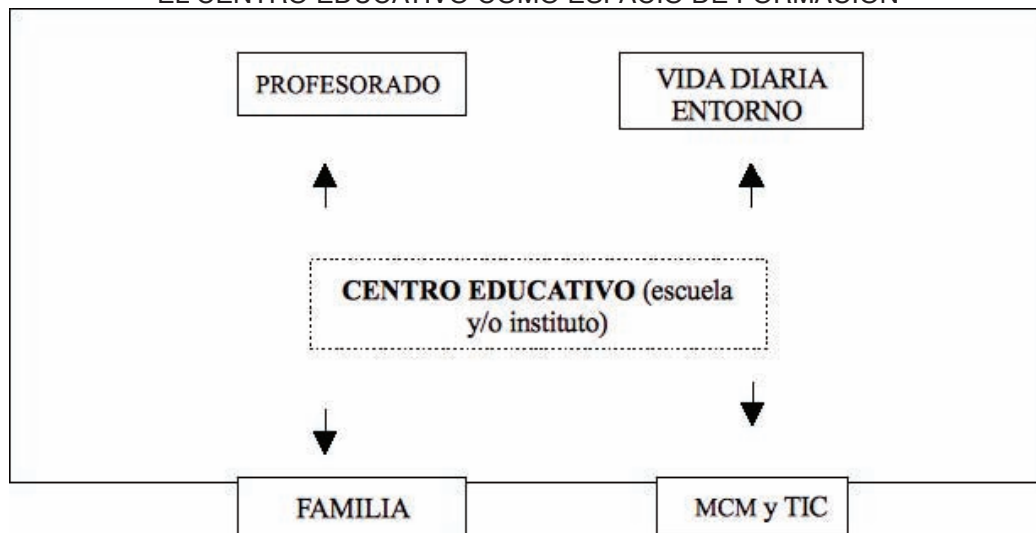 EL CENTRO EDUCATIVO COMO ESPACIO DE FORMACIÓN
PROFESORADO
VIDA DIARIA
ENTORNO
CENTRO EDUCATIVO (escuela
y/o instituto)
FAMILIA
MCM y TIC